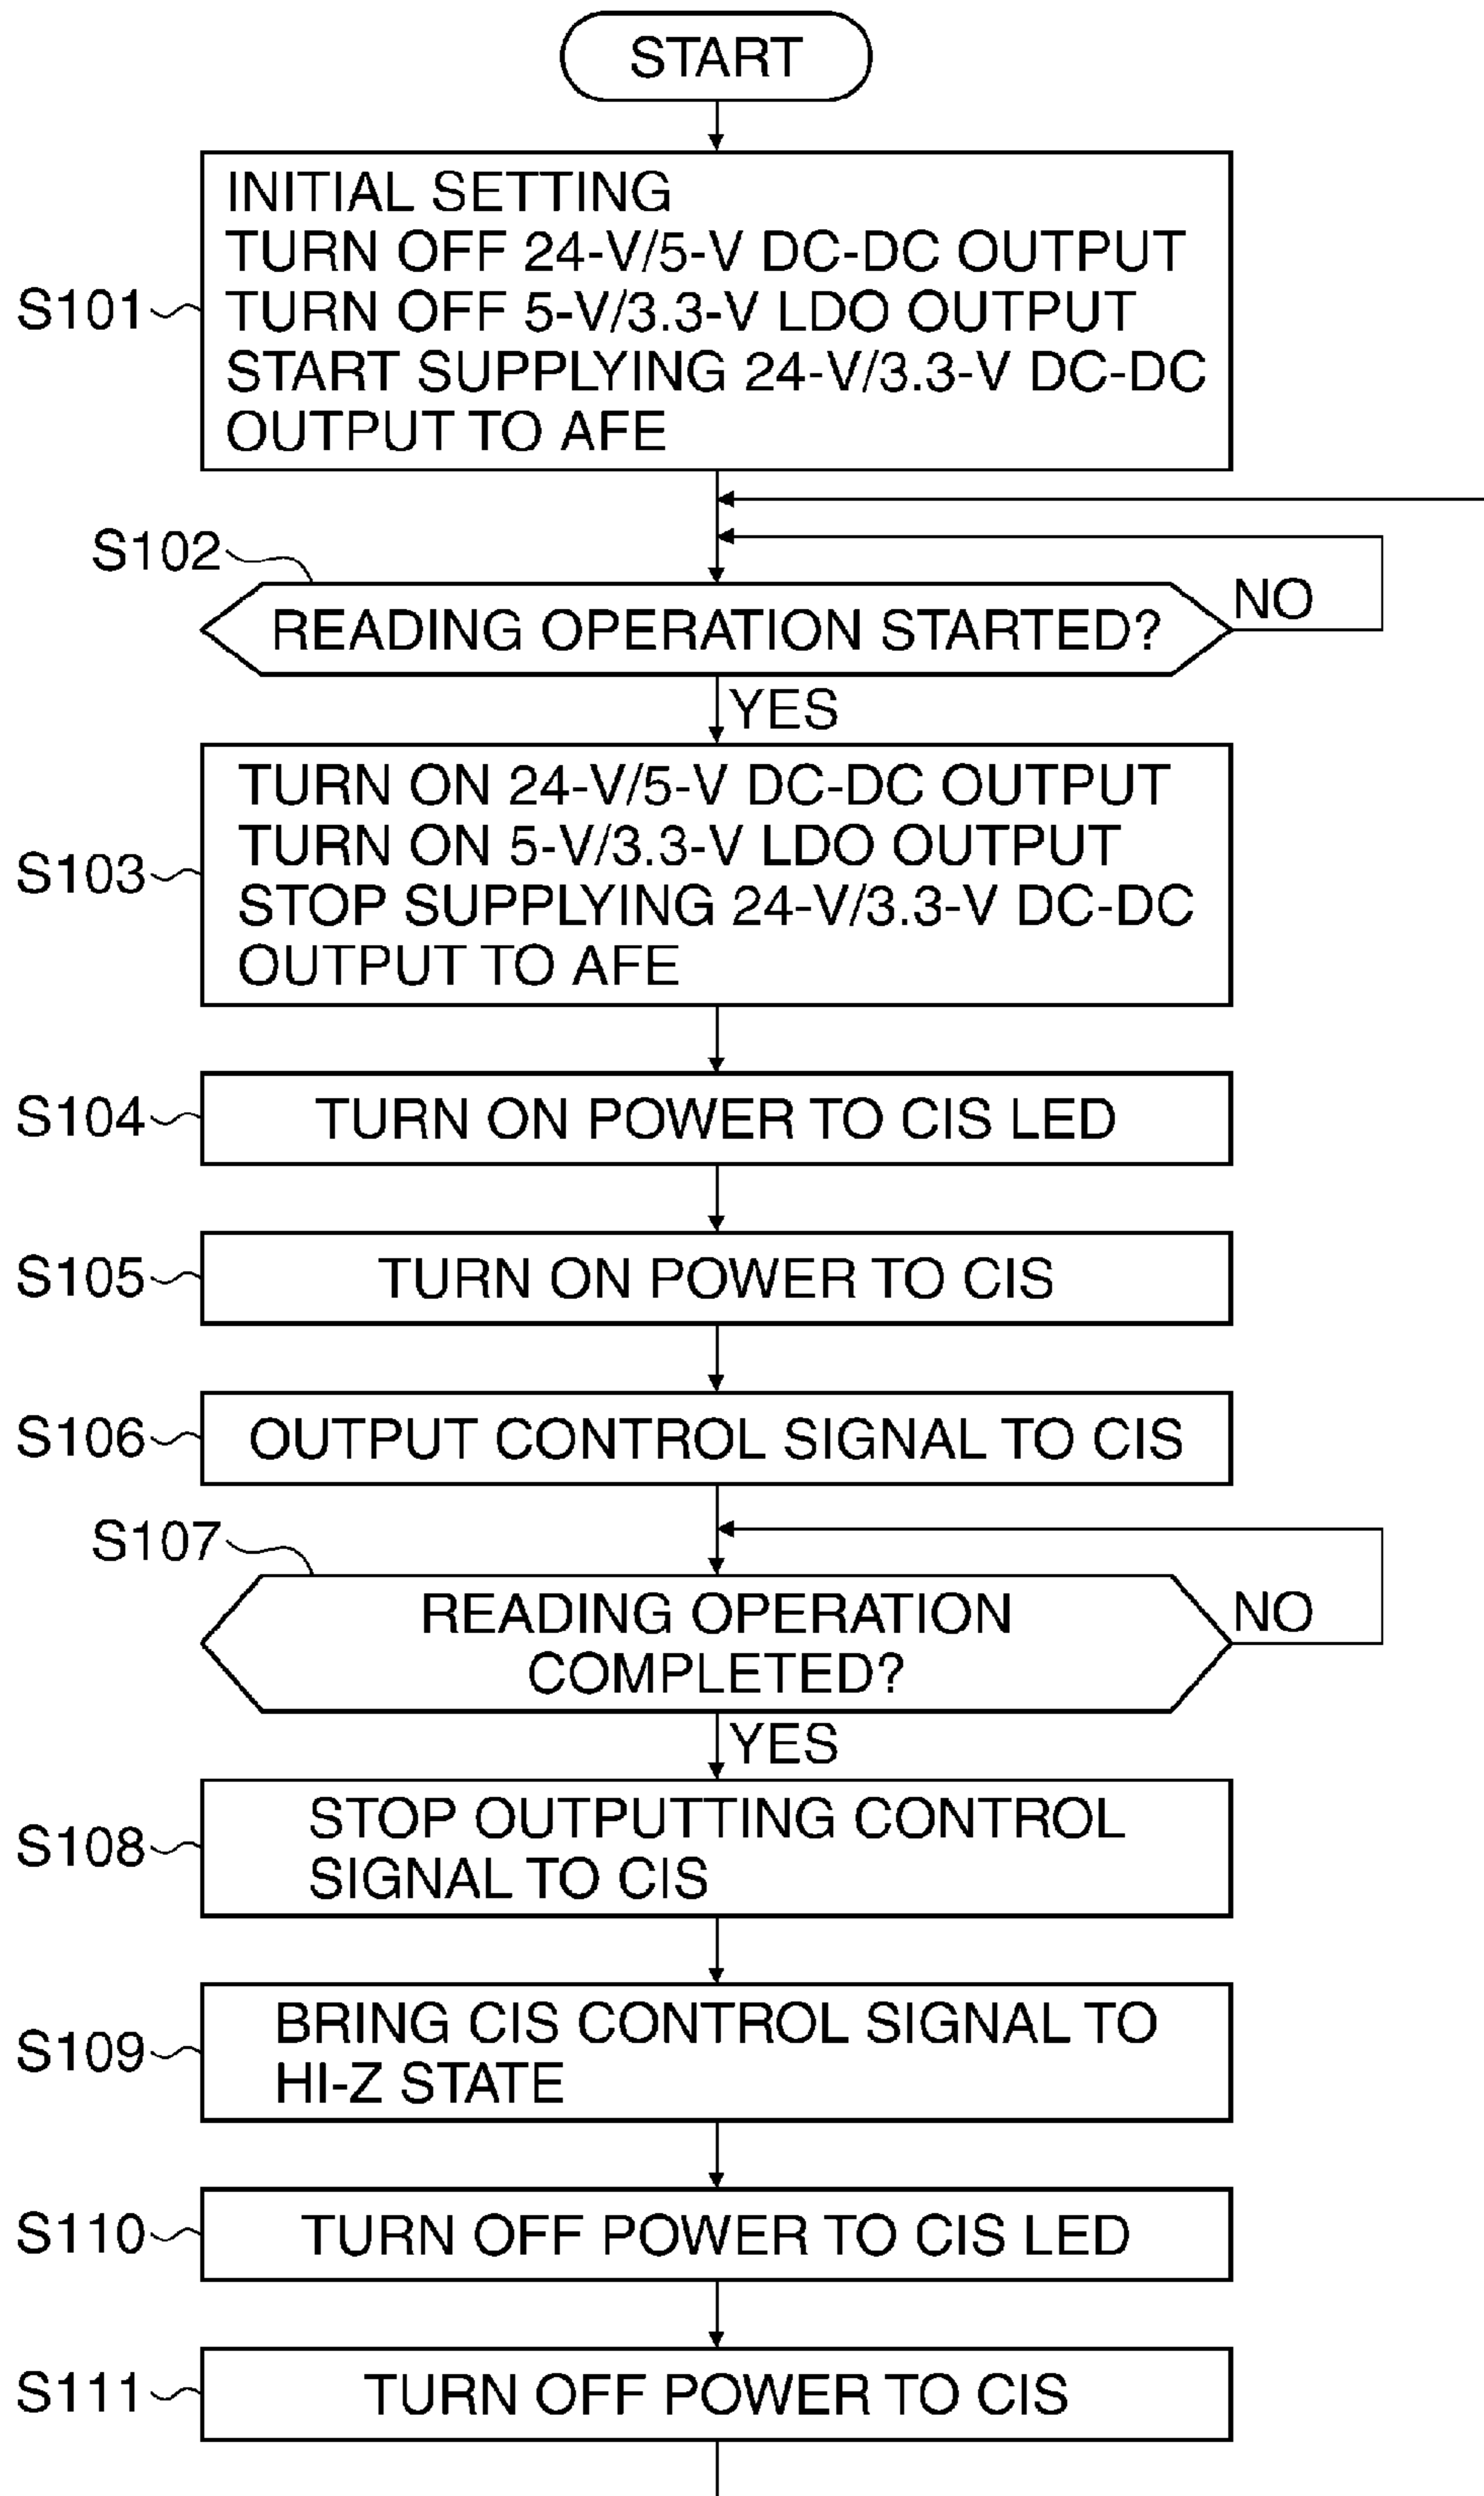 START
INITIAL SETTING
TURN OFF 24-V/5-V DC-DC OUTPUT
S101
TURN OFF 5-V/3.3-V LDO OUTPUT
START SUPPLYING 24-V/3.3-V DC-DC
OUTPUT TO AFE
S102
READING OPERATION STARTED?
NO
YES
TURN ON 24-V/5-V DC-DC OUTPUT
TURN ON 5-V/3.3-V LDO OUTPUT
S103
STOP SUPPLYING 24-V/3.3-V DC-DC
OUTPUT TO AFE
S104
TURN ON POWER TO CIS LED
S105
TURN ON POWER TO CIS
S106
OUTPUT CONTROL SIGNAL TO CIS
S107
READING OPERATION
COMPLETED?
NO
YES
S108
STOP OUTPUTTING CONTROL
SIGNAL TO CIS
S109
BRING CIS CONTROL SIGNAL TO
HI-Z STATE
S110
TURN OFF POWER TO CIS LED
S111
TURN OFF POWER TO CIS